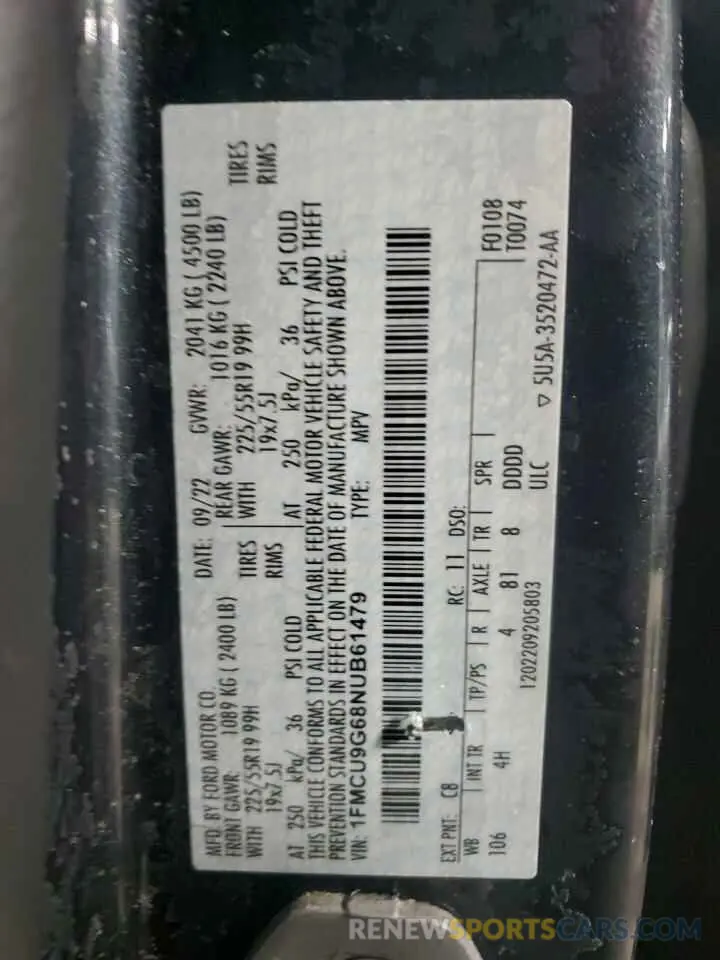 MFD. BY FORD MOTOR CO. DATE: 09/22 GVWR: 2041 KG ( 4500 LB)
FRONT GAWR: 1089 KG ( 2400 LB) REAR GAWR: 1016 KG ( 2240 LB)
WITH 225/55R19 99H TIRES WITH 225/55R19 99H TIRES
19x7.5J RIMS 19x7.5J RIMS
AT 250 kPa/ 36 PSI COLD AT 250 kPa/ 36 PSI COLD
THIS VEHICLE CONFORMS TO ALL APPLICABLE FEDERAL MOTOR VEHICLE SAFETY AND THEFT
PREVENTION STANDARDS IN EFFECT ON THE DATE OF MANUFACTURE SHOWN ABOVE.
VIN: 1FMCU9G68NUB61479 TYPE: MPV
EXT PNT: C8 RC: 11 DSO:
WB INT TR TP/PS R AXLE TR SPR F0108
106 4H 4 81 8 DDDD T0074
1202209205803 ULC
▽ 5U5A-3520472-AA
RENEWSPORTSCARS.COM